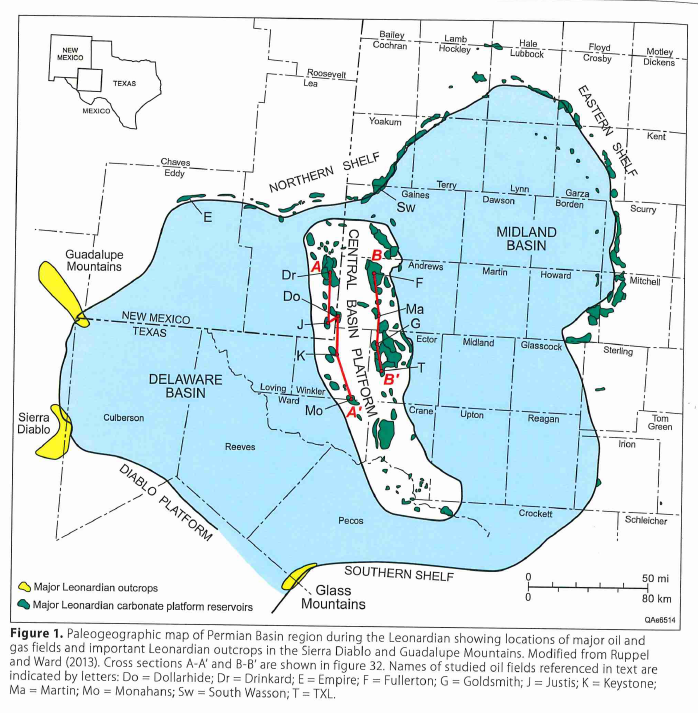 NEW
MEXICO
TEXAS
MEXICO
Bailey
Cochran
Lamb
Hockley
Hale
Lubbock
Floyd
Crosby
Motley
Dickens
Roosevelt
Lea
Yoakum
EASTERN SHELF
Kent
Chaves
Eddy
NORTHERN SHELF
Gaines
Terry
Dawson
Lynn
Garza
Borden
Scurry
E
Sw
MIDLAND
BASIN
Guadalupe
Mountains
CENTRAL BASIN PLATFORM
A
B
Dr
Andrews
Martin
Howard
Mitchell
F
Do
Ma
NEW MEXICO
TEXAS
J
G
Ector
Midland
Glasscock
Sterling
K
T
DELAWARE
BASIN
B'
Loving
Winkler
Ward
Mo
A'
Sierra
Diablo
Culberson
Crane
Upton
Reagan
Tom
Green
Irion
Reeves
DIABLO PLATFORM
Pecos
Crockett
Schleicher
SOUTHERN SHELF
Glass
Mountains
0 50 mi
0 80 km
Major Leonardian outcrops
Major Leonardian carbonate platform reservoirs
QAe6514
Figure 1. Paleogeographic map of Permian Basin region during the Leonardian showing locations of major oil and
gas fields and important Leonardian outcrops in the Sierra Diablo and Guadalupe Mountains. Modified from Ruppel
and Ward (2013). Cross sections A-A' and B-B' are shown in figure 32. Names of studied oil fields referenced in text are
indicated by letters: Do = Dollarhide; Dr = Drinkard; E = Empire; F = Fullerton; G = Goldsmith; J = Justis; K = Keystone;
Ma = Martin; Mo = Monahans; Sw = South Wasson; T = TXL.